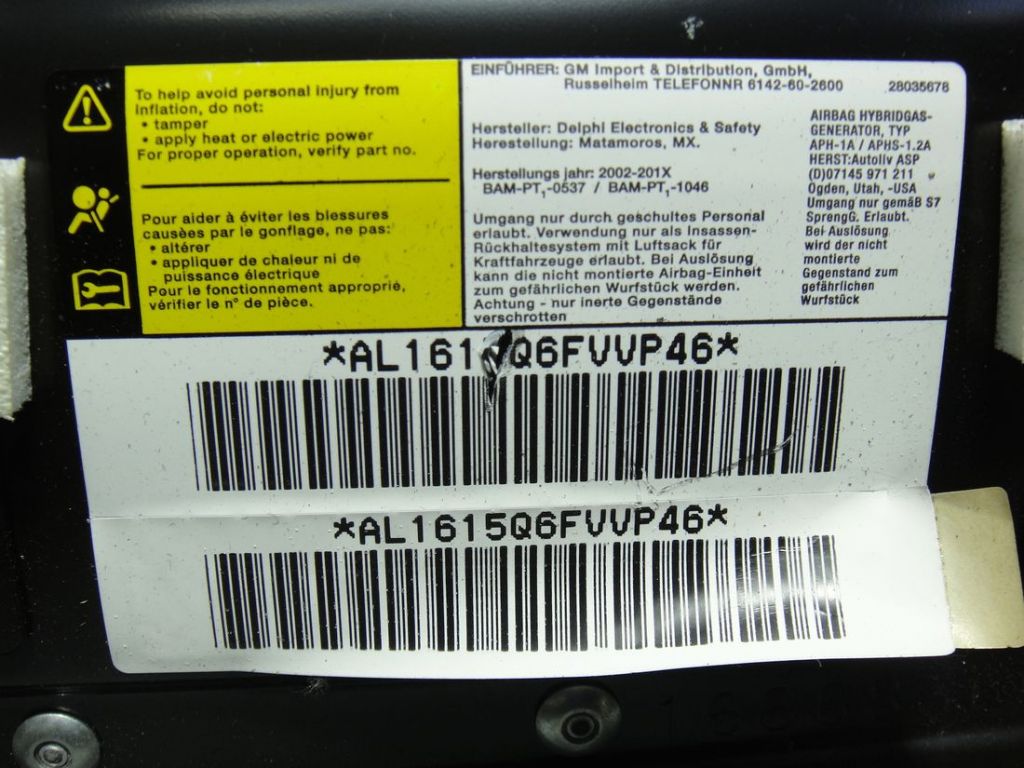 To help avoid personal injury from
inflation, do not:
• tamper
• apply heat or electric power
For proper operation, verify part no.
Pour aider à éviter les blessures
causées par le gonflage, ne pas:
• altérer
• appliquer de chaleur ni de
puissance électrique
Pour le fonctionnement approprié,
vérifier le n° de pièce.
EINFÜHRER: GM Import & Distribution, GmbH,
Russelheim TELEFONNR 6142-60-2600
28035678
Hersteller: Delphi Electronics & Safety
Herestellung: Matamoros, MX.
Herstellungs jahr: 2002-201X
BAM-PT₁-0537 / BAM-PT₁-1046
Umgang nur durch geschultes Personal
erlaubt. Verwendung nur als Insassen-
Rückhaltesystem mit Luftsack für
Kraftfahrzeuge erlaubt. Bei Auslösung
kann die nicht montierte Airbag-Einheit
zum gefährlichen Wurfstück werden.
Achtung - nur inerte Gegenstände
verschrotten
AIRBAG HYBRIDGAS-
GENERATOR, TYP
APH-1A / APHS-1.2A
HERST:Autoliv ASP
(D)07145 971 211
Ogden, Utah, -USA
Umgang nur gemäB S7
SprengG. Erlaubt.
Bei Auslösung
wird der nicht
montierte
Gegenstand zum
gefährlichen
Wurfstück
*AL161 Q6FVVP46*
*AL1615Q6FVVP46*